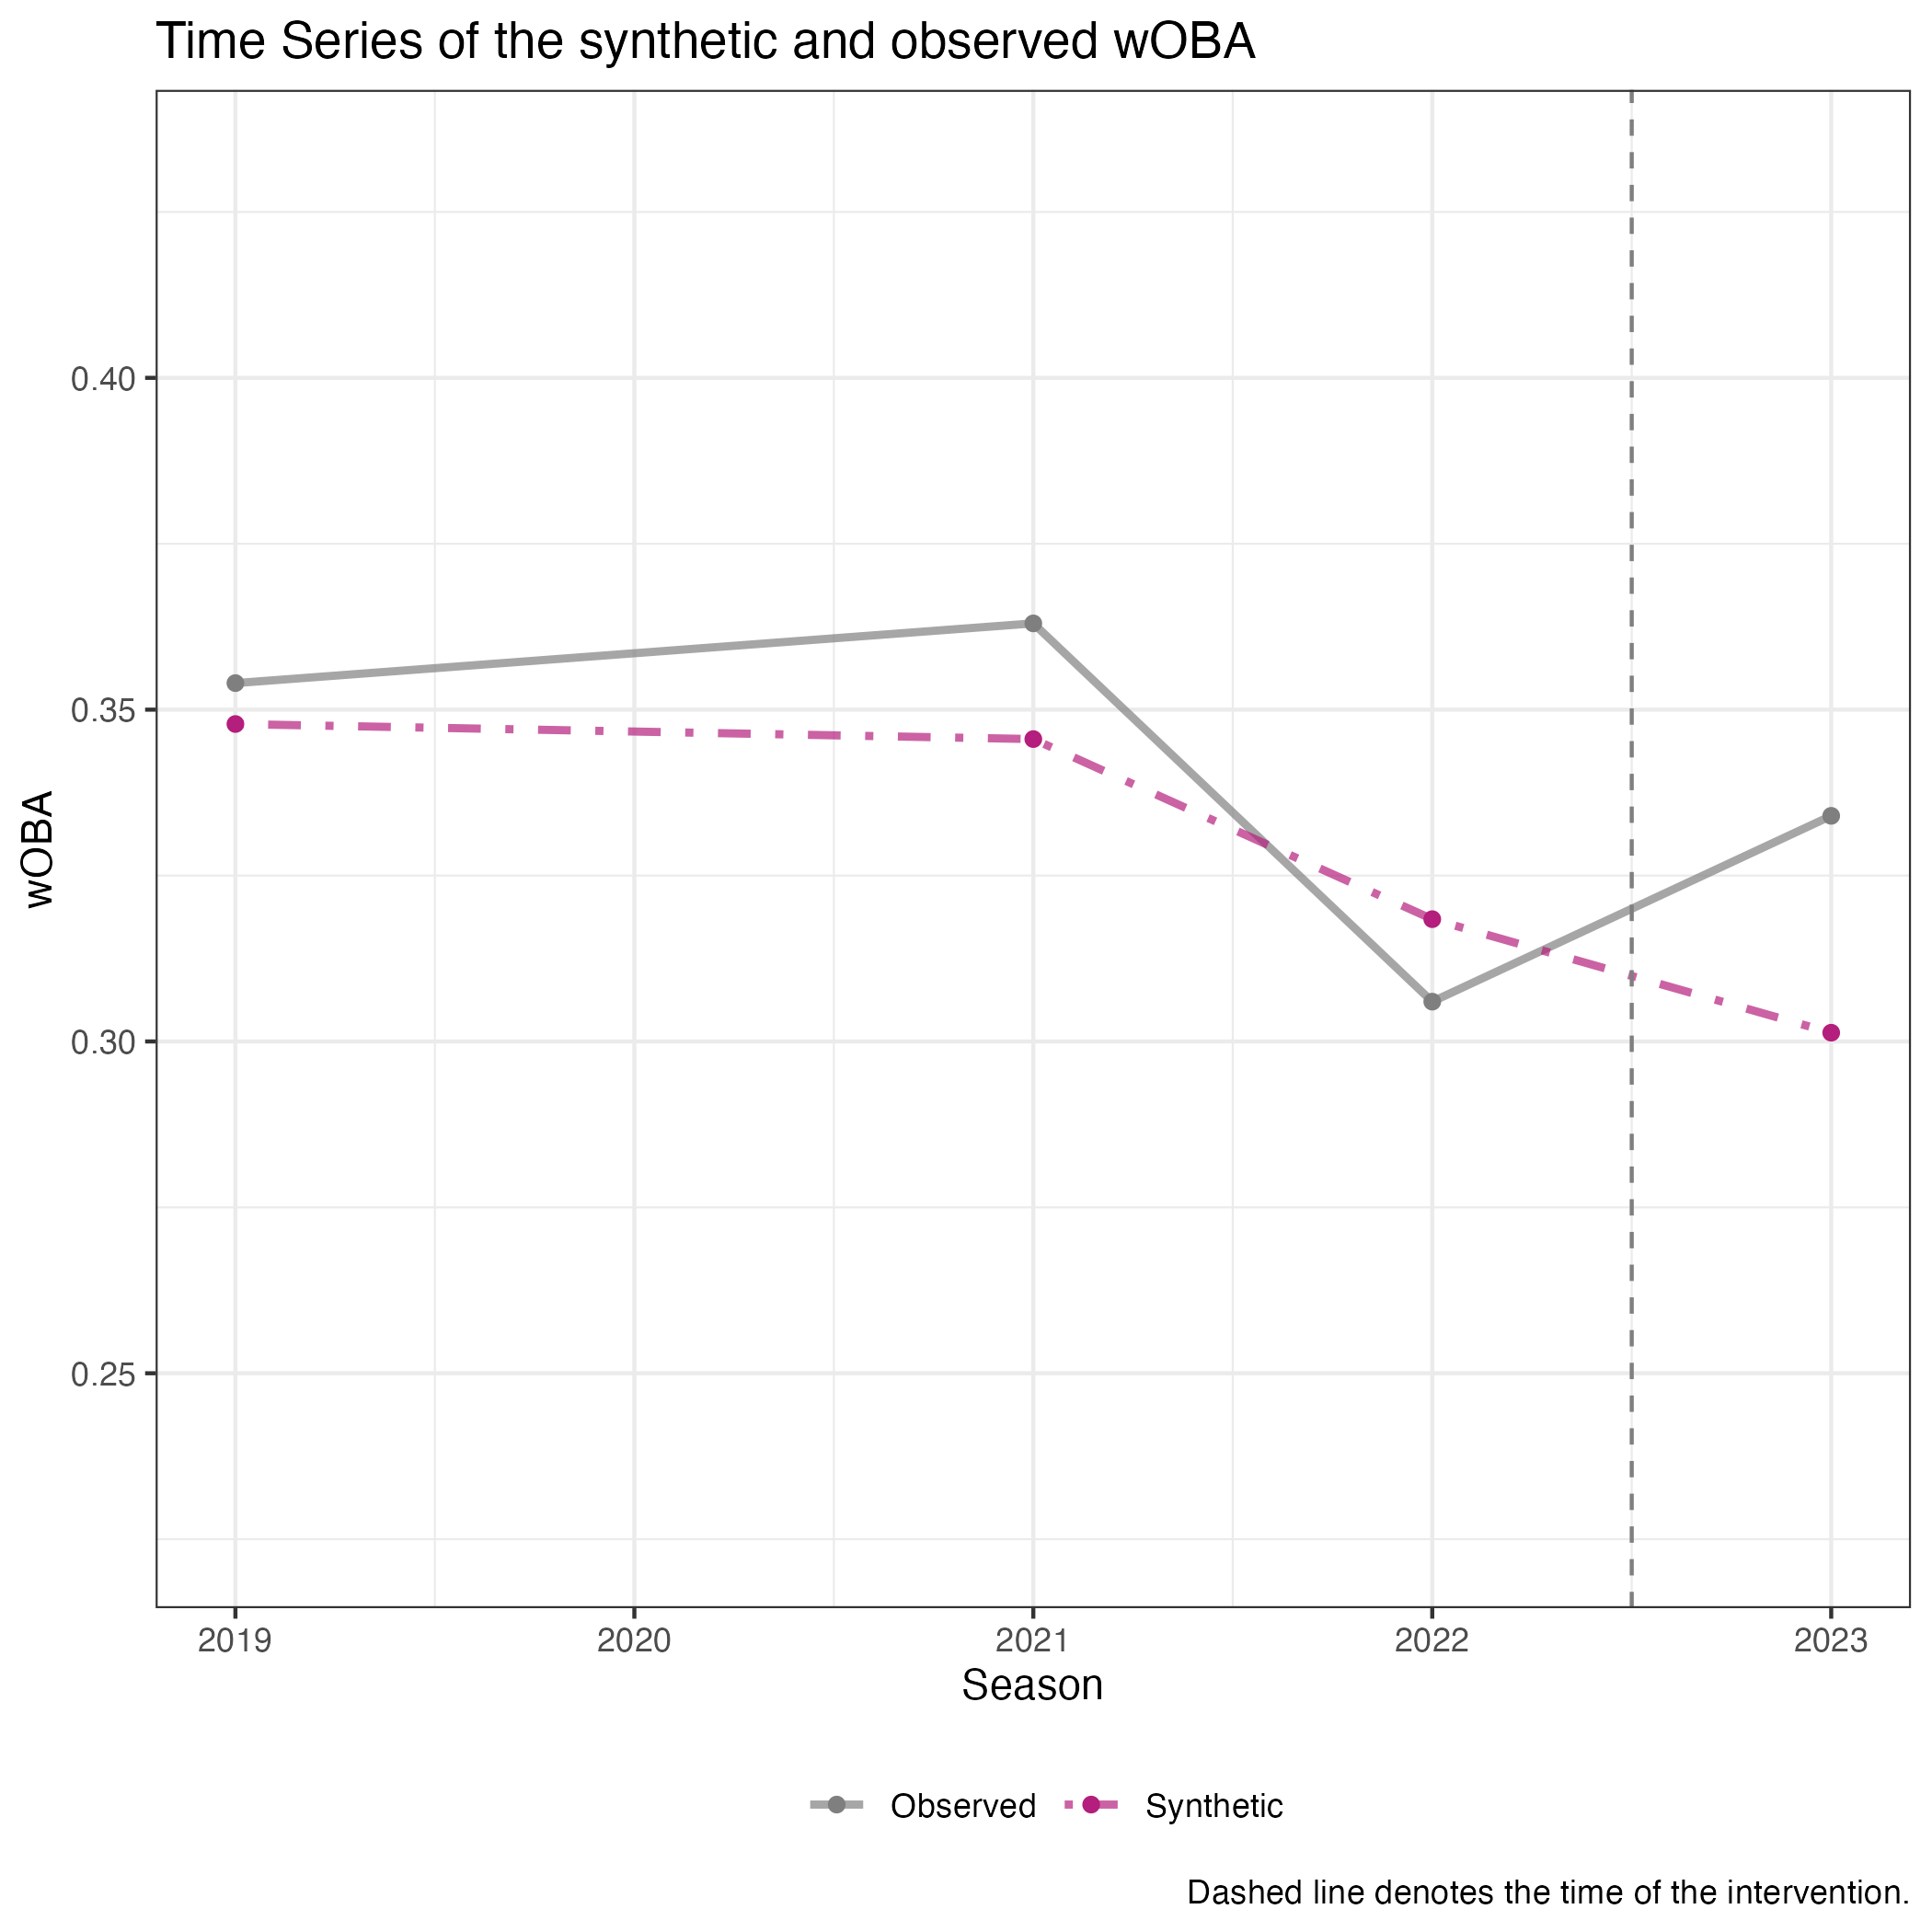 Time Series of the synthetic and observed wOBA
wOBA
0.40
0.35
0.30
0.25
2019 2020 2021 2022 2023
Season
Observed Synthetic
Dashed line denotes the time of the intervention.